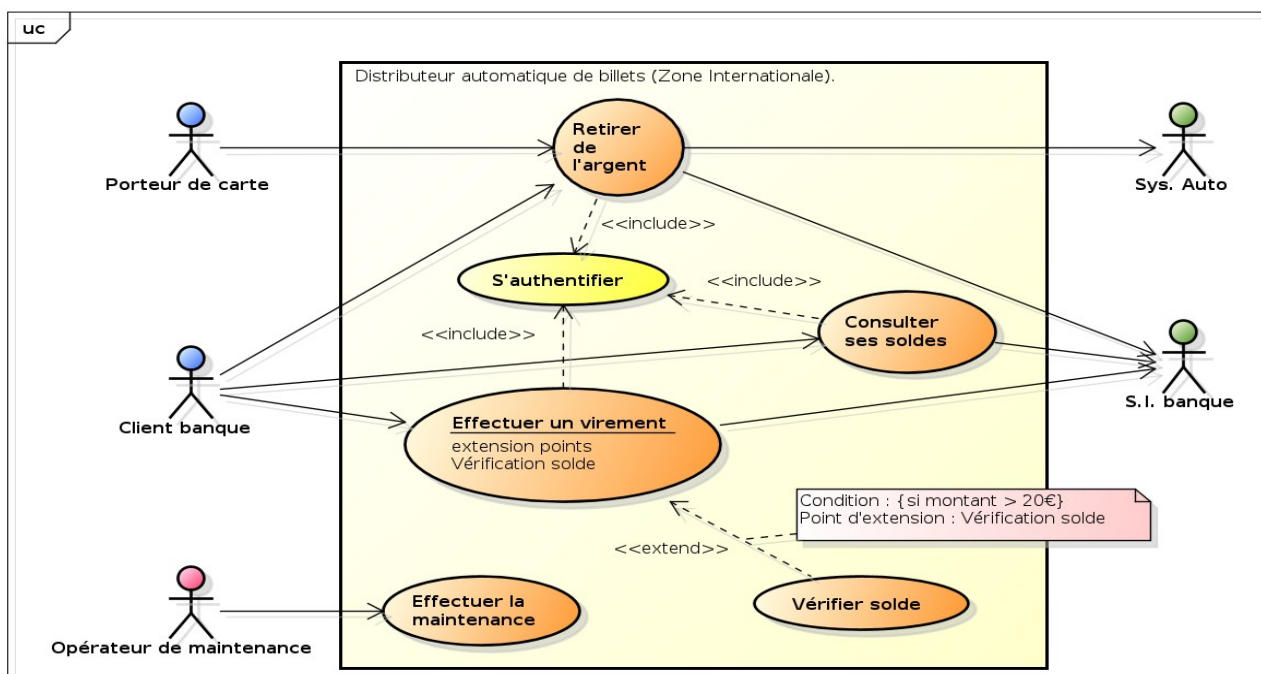 uc
Distributeur automatique de billets (Zone Internationale).
Retirer
de
l'argent
Porteur de carte
Sys. Auto
<<include>>
S'authentifier
<<include>>
<<include>>
Consulter
ses soldes
Client banque
S.I. banque
Effectuer un virement
extension points
Vérification solde
Condition : {si montant > 20€}
Point d'extension : Vérification solde
<<extend>>
Effectuer la
maintenance
Vérifier solde
Opérateur de maintenance